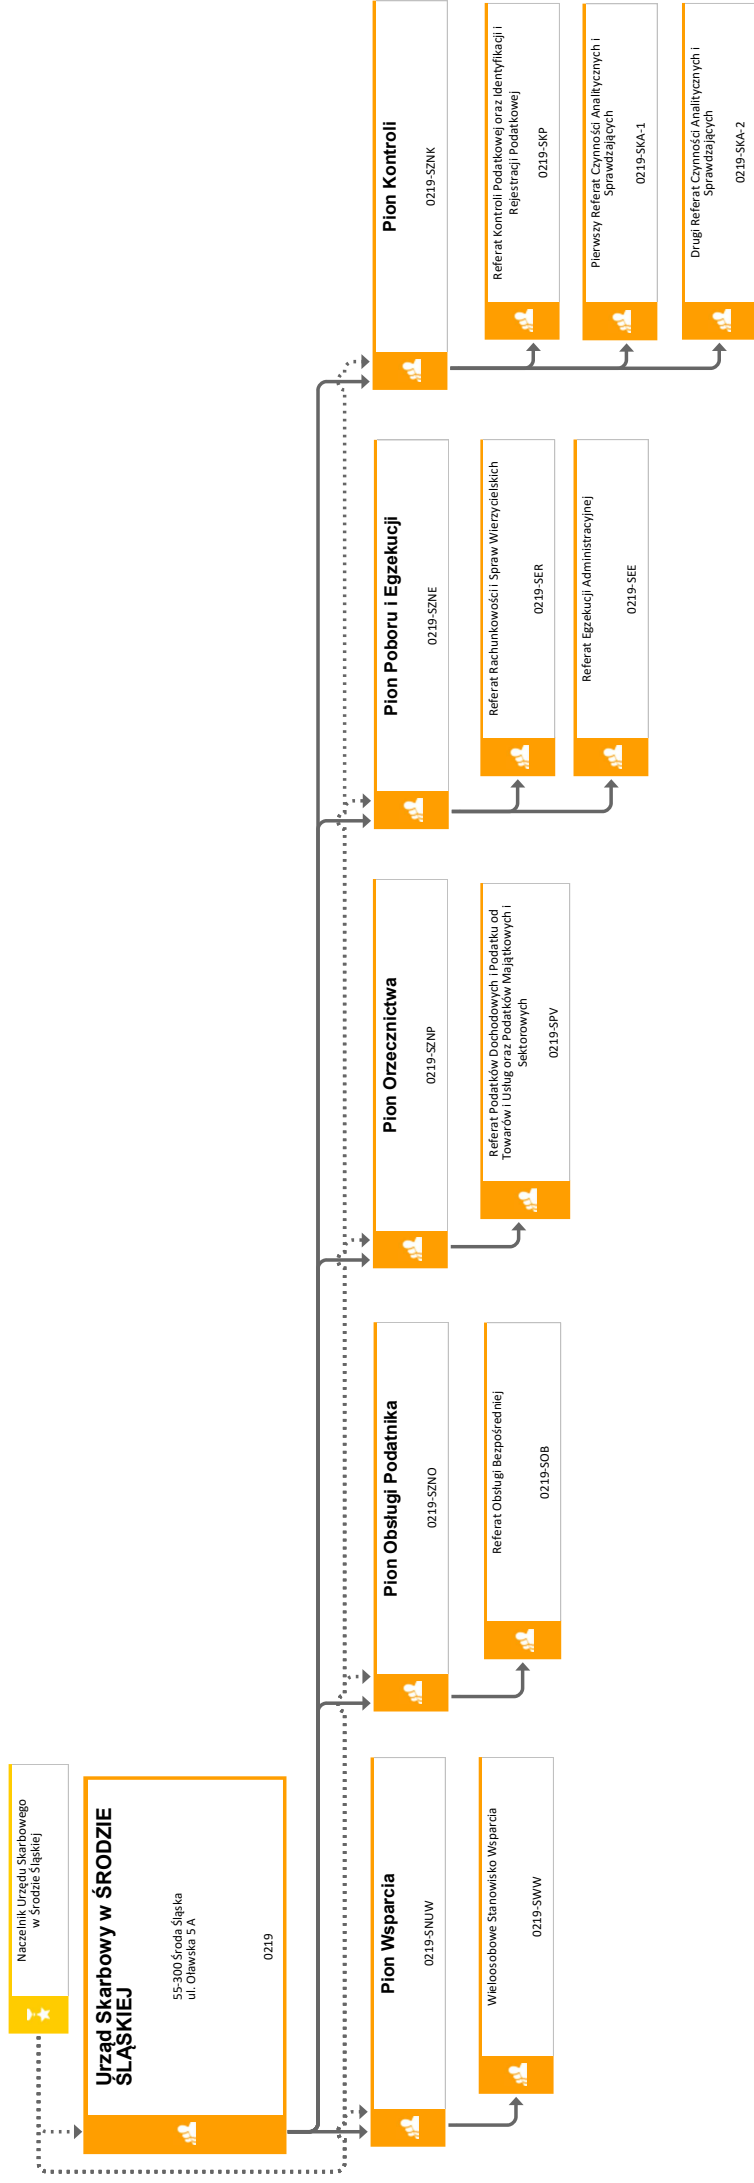 Naczelnik Urzędu Skarbowego
w Środzie Śląskiej
Urząd Skarbowy w ŚRODZIE
ŚLĄSKIEJ
55-300 Środa Śląska
ul. Oławska 5 A
0219
Pion Wsparcia
0219-SNUW
Wieloosobowe Stanowisko Wsparcia
0219-SWW
Pion Obsługi Podatnika
0219-SZNO
Referat Obsługi Bezpośredniej
0219-SOB
Pion Orzecznictwa
0219-SZNP
Referat Podatków Dochodowych i Podatku od
Towarów i Usług oraz Podatków Majątkowych i
Sektorowych
0219-SPV
Pion Poboru i Egzekucji
0219-SZNE
Referat Rachunkowości i Spraw Wierzycielskich
0219-SER
Referat Egzekucji Administracyjnej
0219-SEE
Pion Kontroli
0219-SZNK
Referat Kontroli Podatkowej oraz Identyfikacji i
Rejestracji Podatkowej
0219-SKP
Pierwszy Referat Czynności Analitycznych i
Sprawdzających
0219-SKA-1
Drugi Referat Czynności Analitycznych i
Sprawdzających
0219-SKA-2